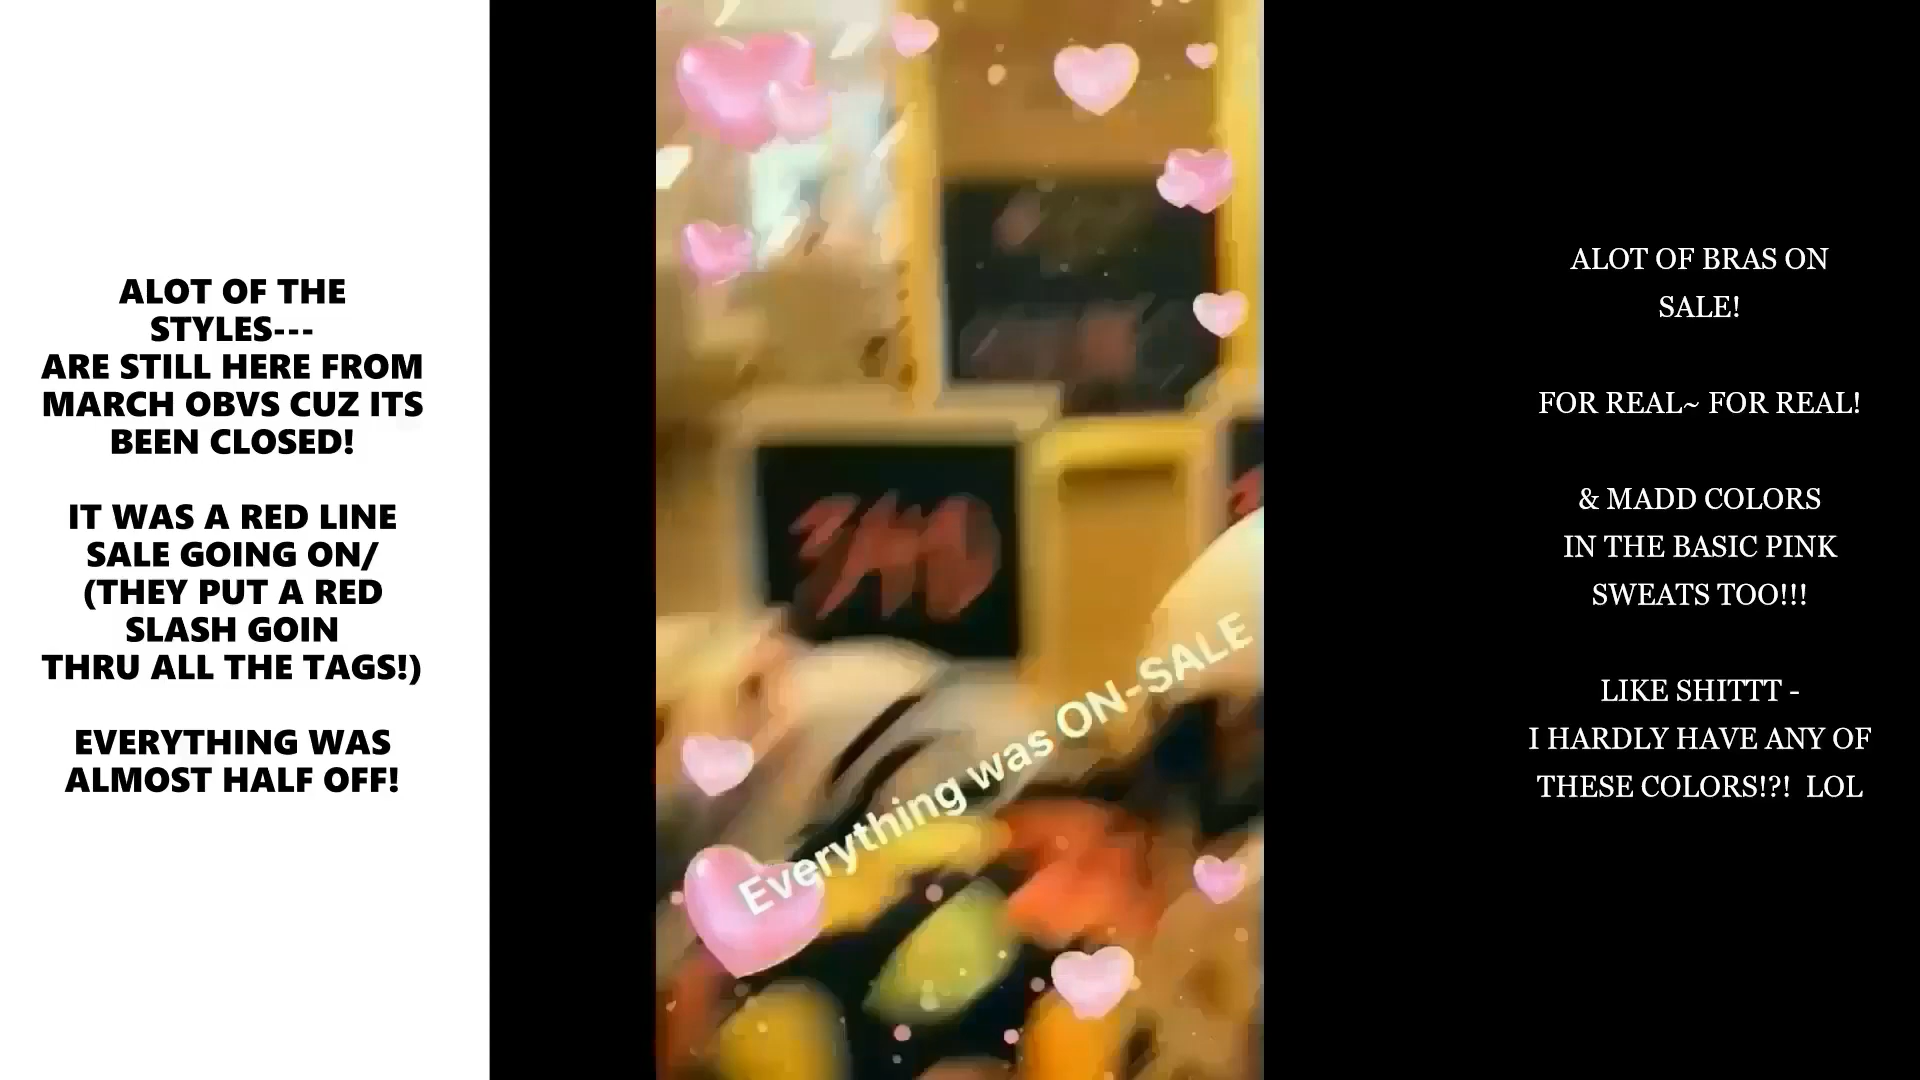 ALOT OF THE
STYLES---
ARE STILL HERE FROM
MARCH OBVS CUZ ITS
BEEN CLOSED!
IT WAS A RED LINE
SALE GOING ON/
(THEY PUT A RED
SLASH GOIN
THRU ALL THE TAGS!)
EVERYTHING WAS
ALMOST HALF OFF!
Everything was ON-SALE
ALOT OF BRAS ON
SALE!
FOR REAL~ FOR REAL!
& MADD COLORS
IN THE BASIC PINK
SWEATS TOO!!!
LIKE SHITTT -
I HARDLY HAVE ANY OF
THESE COLORS!?! LOL